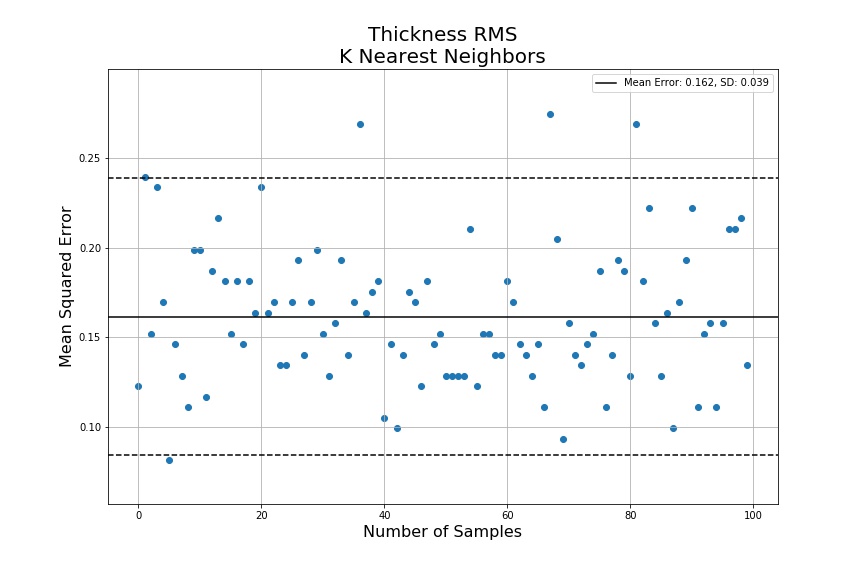 Thickness RMS
K Nearest Neighbors
Mean Error: 0.162, SD: 0.039
Mean Squared Error
0.25
0.20
0.15
0.10
0
20
40
60
80
100
Number of Samples